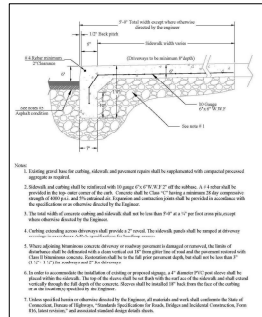 5'-0" Total width except where otherwise
directed by the engineer
1/2" Back pitch
6"
Sidewalk width varies
#4 Rebar minimum
2" Clearance
(Driveways to be minimum 8" depth)
see note #5
Asphalt condition
10 Gauge
6"x 6" W.W.F
See note # 1
Notes:
1. Existing gravel base for curbing, sidewalk and pavement repairs shall be supplemented with compacted processed
aggregate as required.
2. Sidewalk and curbing shall be reinforced with 10 gauge 6"x 6" W.W.F 2" off the subbase. A #4 rebar shall be
provided in the top outer corner of the curb. Concrete shall be Class "C" having a minimum 28 day compressive
strength of 4000 p.s.i. and 5% entrained air. Expansion and contraction joints shall be provided in accordance with
the specifications or as otherwise directed by the Engineer.
3. The total width of concrete curbing and sidewalk shall not be less than 5'-0" at a ¼" per foot cross pitch, except
where otherwise directed by the Engineer.
4. Curbing extending across driveways shall provide a 2" reveal. The sidewalk panels shall be ramped at driveway
5. Where adjoining bituminous concrete driveway or roadway pavement is damaged or removed, the limits of
disturbance shall be defined with a clean vertical cut 18" from gutter line of road and the pavement restored with
Class II bituminous concrete. Restoration shall be to the full prior pavement depth, but shall not be less than 3"
6. In order to accommodate the installation of existing or proposed signage, a 4" diameter PVC post sleeve shall be
placed within the sidewalk. The top of the sleeve shall be set flush with the surface of the sidewalk and shall extend
vertically through the full depth of the concrete. Sleeves shall be installed 18" back from the face of the curbing
or as otherwise specified by the Engineer.
7. Unless specified herein or otherwise directed by the Engineer, all materials and work shall conform to the State of
Connecticut, Bureau of Highways, "Standards Specifications for Roads, Bridges and Incidental Construction, Form
816, latest revision;" and associated standard design details sheets.